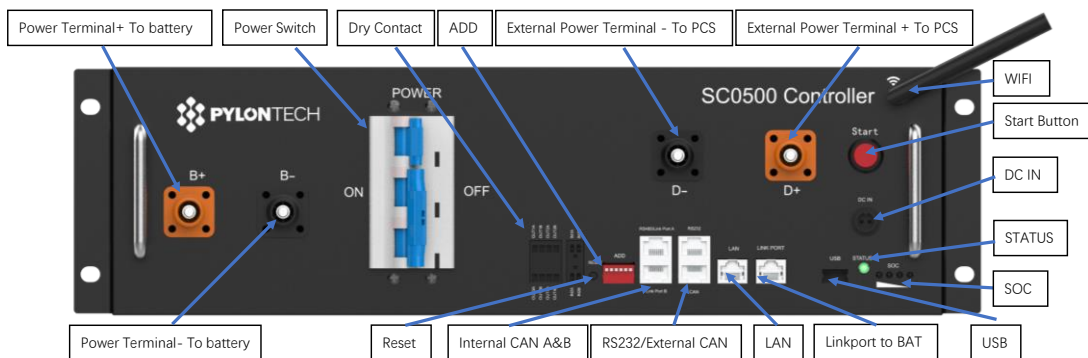 Power Terminal+ To battery
Power Switch
Dry Contact
ADD
External Power Terminal - To PCS
External Power Terminal + To PCS
WIFI
Start Button
DC IN
STATUS
SOC
PYLONTECH
POWER
SC0500 Controller
Start
B+
B-
ON
OFF
D-
D+
DC IN
ADD
RS232
LAN
LINK PORT
USB
STATUS
SOC
Power Terminal- To battery
Reset
Internal CAN A&B
RS232/External CAN
LAN
Linkport to BAT
USB